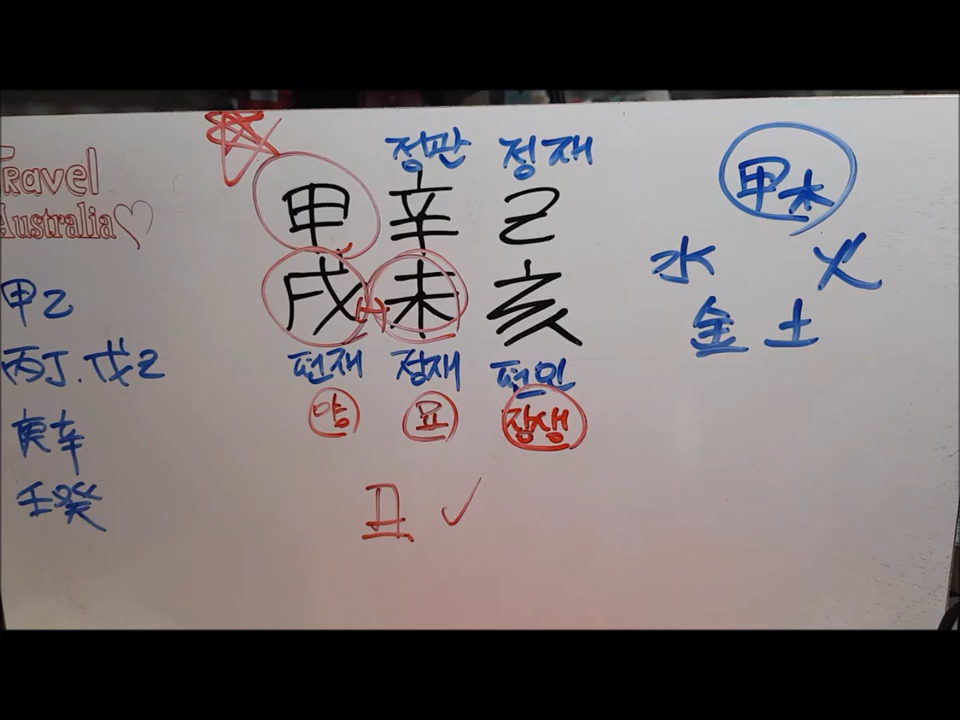 Travel
Australia♡
甲乙
丙丁.戊己
庚辛
壬癸
정관 정재
甲 辛 己
戌 未 亥
편재 정재 편인
양 묘 장생
丑 ✓
甲木
水 火
金 土